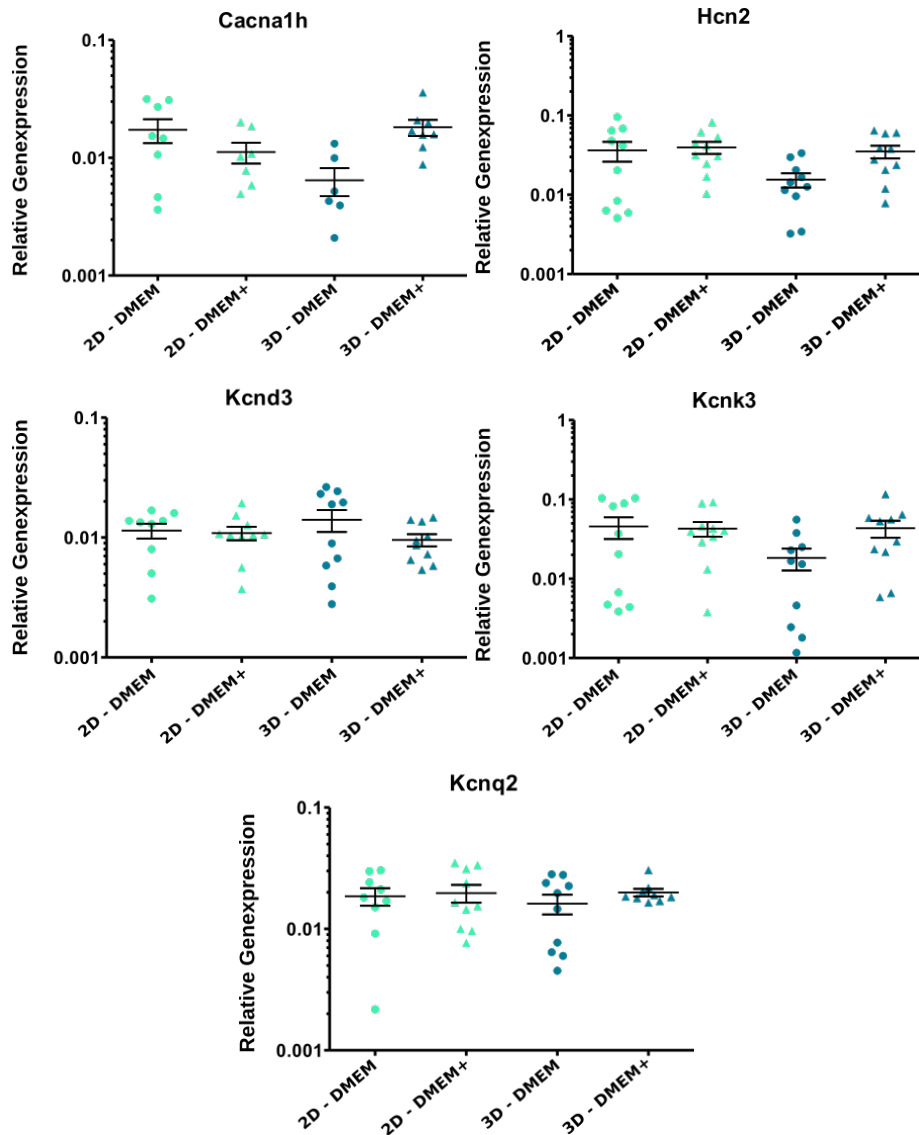 Cacna1h
Relative Genexpression
0.1
0.01
0.001
2D - DMEM
2D - DMEM+
3D - DMEM
3D - DMEM+
Hcn2
Relative Genexpression
1
0.1
0.01
0.001
2D - DMEM
2D - DMEM+
3D - DMEM
3D - DMEM+
Kcnd3
Relative Genexpression
0.1
0.01
0.001
2D - DMEM
2D - DMEM+
3D - DMEM
3D - DMEM+
Kcnk3
Relative Genexpression
1
0.1
0.01
0.001
2D - DMEM
2D - DMEM+
3D - DMEM
3D - DMEM+
Kcnq2
Relative Genexpression
0.1
0.01
0.001
2D - DMEM
2D - DMEM+
3D - DMEM
3D - DMEM+